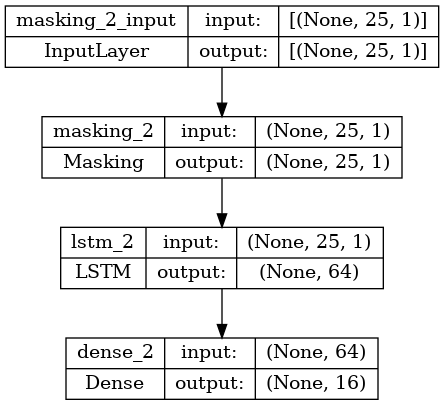 masking_2_input input: [(None, 25, 1)]
InputLayer output: [(None, 25, 1)]
masking_2 input: (None, 25, 1)
Masking output: (None, 25, 1)
lstm_2 input: (None, 25, 1)
LSTM output: (None, 64)
dense_2 input: (None, 64)
Dense output: (None, 16)